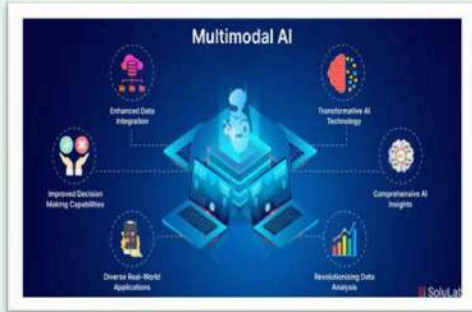 Multimodal AI
Enhanced Data
Integration
Transformative AI
Technology
Improved Decision
Making Capabilities
Comprehensive AI
Insights
Diverse Real-World
Applications
Revolutionizing Data
Analysis
SoluLab